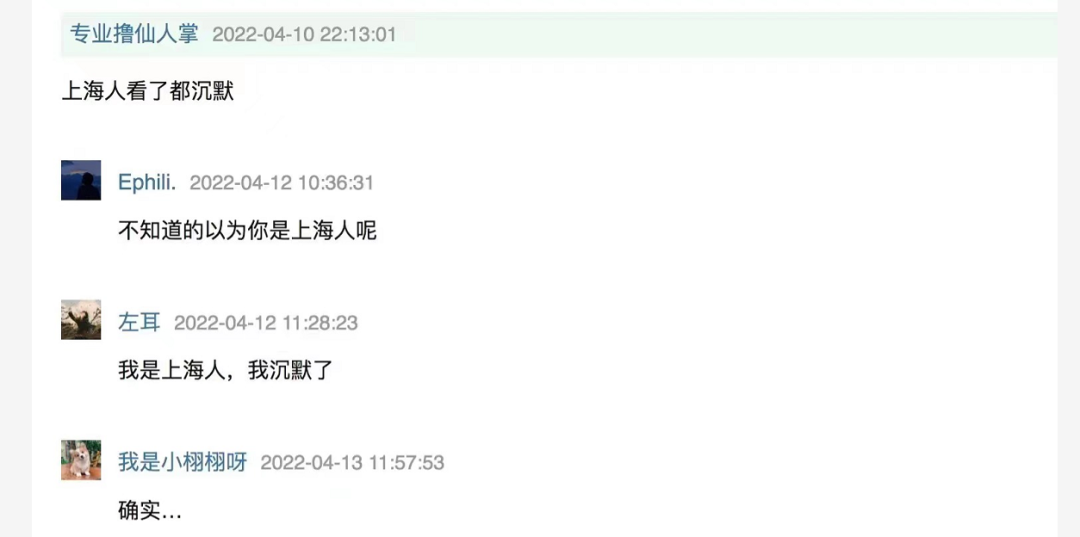 专业撸仙人掌 2022-04-10 22:13:01
上海人看了都沉默
Ephili. 2022-04-12 10:36:31
不知道的以为你是上海人呢
左耳 2022-04-12 11:28:23
我是上海人，我沉默了
我是小栩栩呀 2022-04-13 11:57:53
确实...